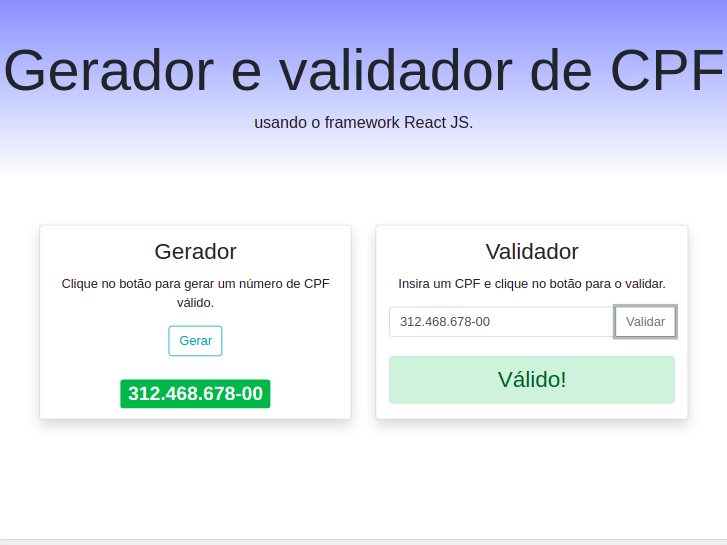 Gerador e validador de CPF
usando o framework React JS.
Gerador
Clique no botão para gerar um número de CPF
válido.
Gerar
312.468.678-00
Validador
Insira um CPF e clique no botão para o validar.
312.468.678-00 Validar
Válido!